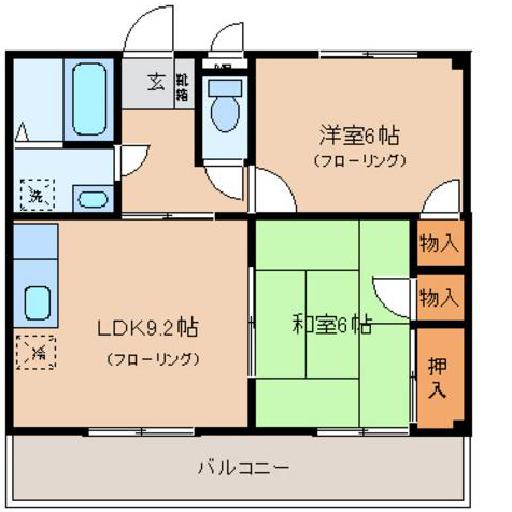 玄
靴箱
洋室6帖
(フローリング)
洗
物入
物入
LDK9.2帖
(フローリング)
和室6帖
冷
押入
バルコニー